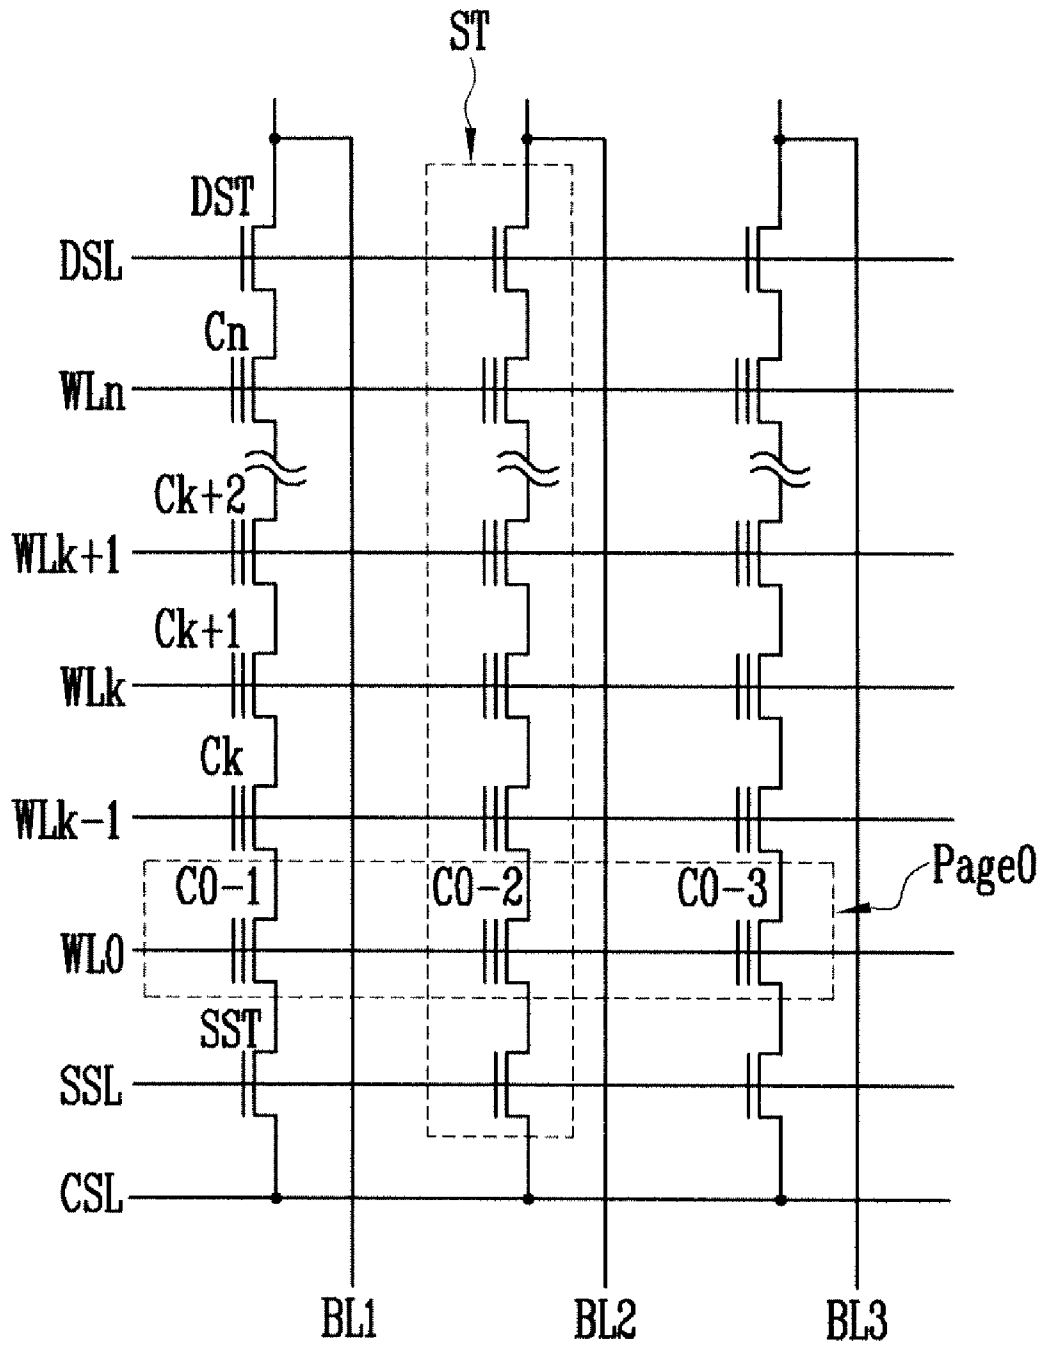 ST
DST
DSL
Cn
WLn
Ck+2
WLk+1
Ck+1
WLk
Ck
WLk-1
C0-1 C0-2 C0-3 Page0
WL0
SST
SSL
CSL
BL1 BL2 BL3